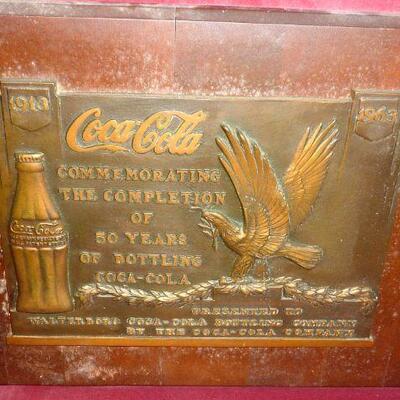 1913 1963
Coca-Cola
COMMEMORATING
THE COMPLETION
OF
50 YEARS
OF BOTTLING
COCA-COLA
Coca-Cola
PRESENTED TO
WALTERBORO COCA-COLA BOTTLING COMPANY
BY THE COCA-COLA COMPANY